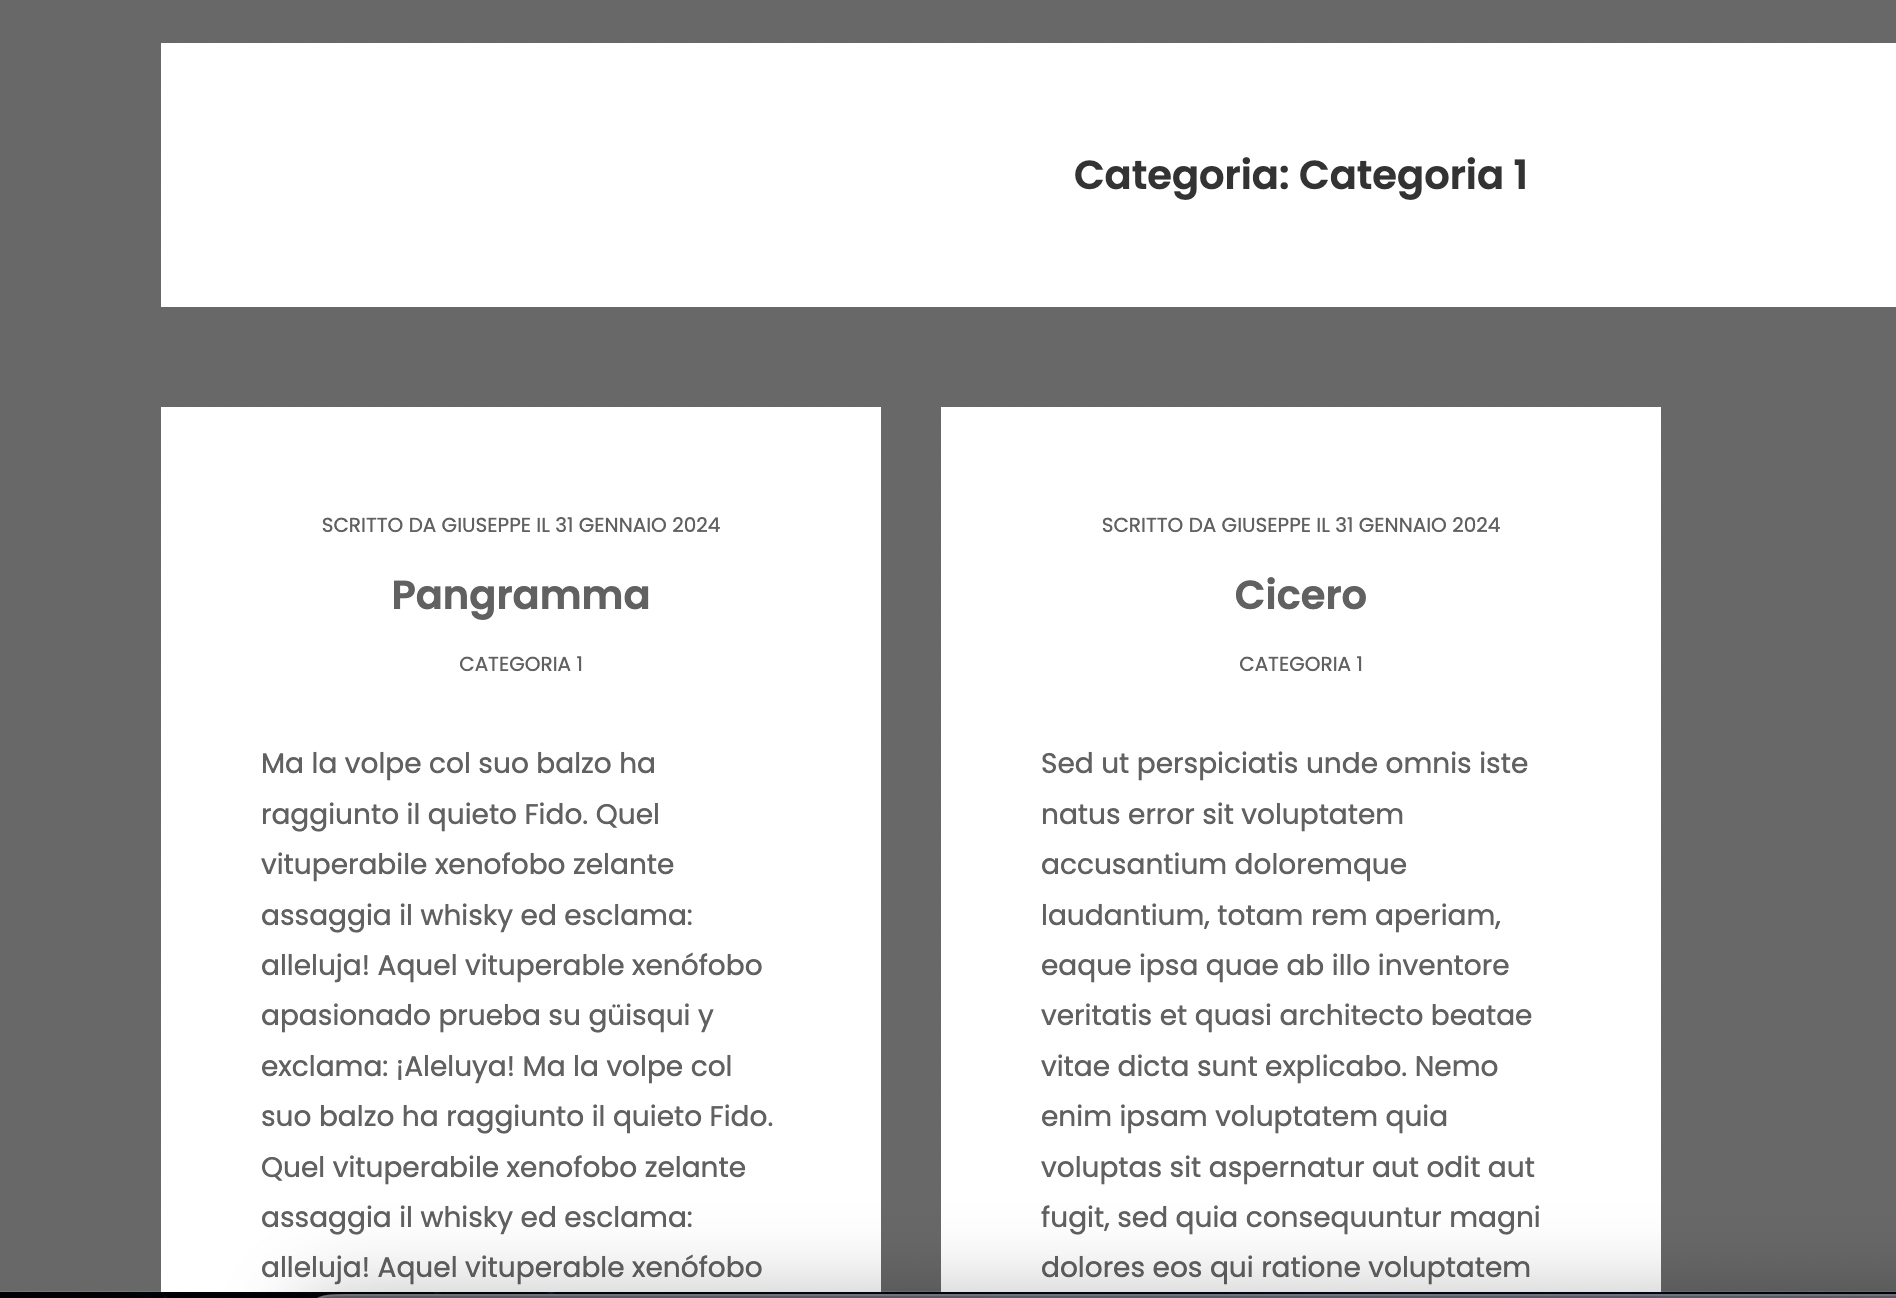 Categoria: Categoria 1
SCRITTO DA GIUSEPPE IL 31 GENNAIO 2024
Pangramma
CATEGORIA 1
Ma la volpe col suo balzo ha
raggiunto il quieto Fido. Quel
vituperabile xenofobo zelante
assaggia il whisky ed esclama:
alleluja! Aquel vituperable xenófobo
apasionado prueba su güisqui y
exclama: ¡Aleluya! Ma la volpe col
suo balzo ha raggiunto il quieto Fido.
Quel vituperabile xenofobo zelante
assaggia il whisky ed esclama:
alleluja! Aquel vituperable xenófobo
SCRITTO DA GIUSEPPE IL 31 GENNAIO 2024
Cicero
CATEGORIA 1
Sed ut perspiciatis unde omnis iste
natus error sit voluptatem
accusantium doloremque
laudantium, totam rem aperiam,
eaque ipsa quae ab illo inventore
veritatis et quasi architecto beatae
vitae dicta sunt explicabo. Nemo
enim ipsam voluptatem quia
voluptas sit aspernatur aut odit aut
fugit, sed quia consequuntur magni
dolores eos qui ratione voluptatem